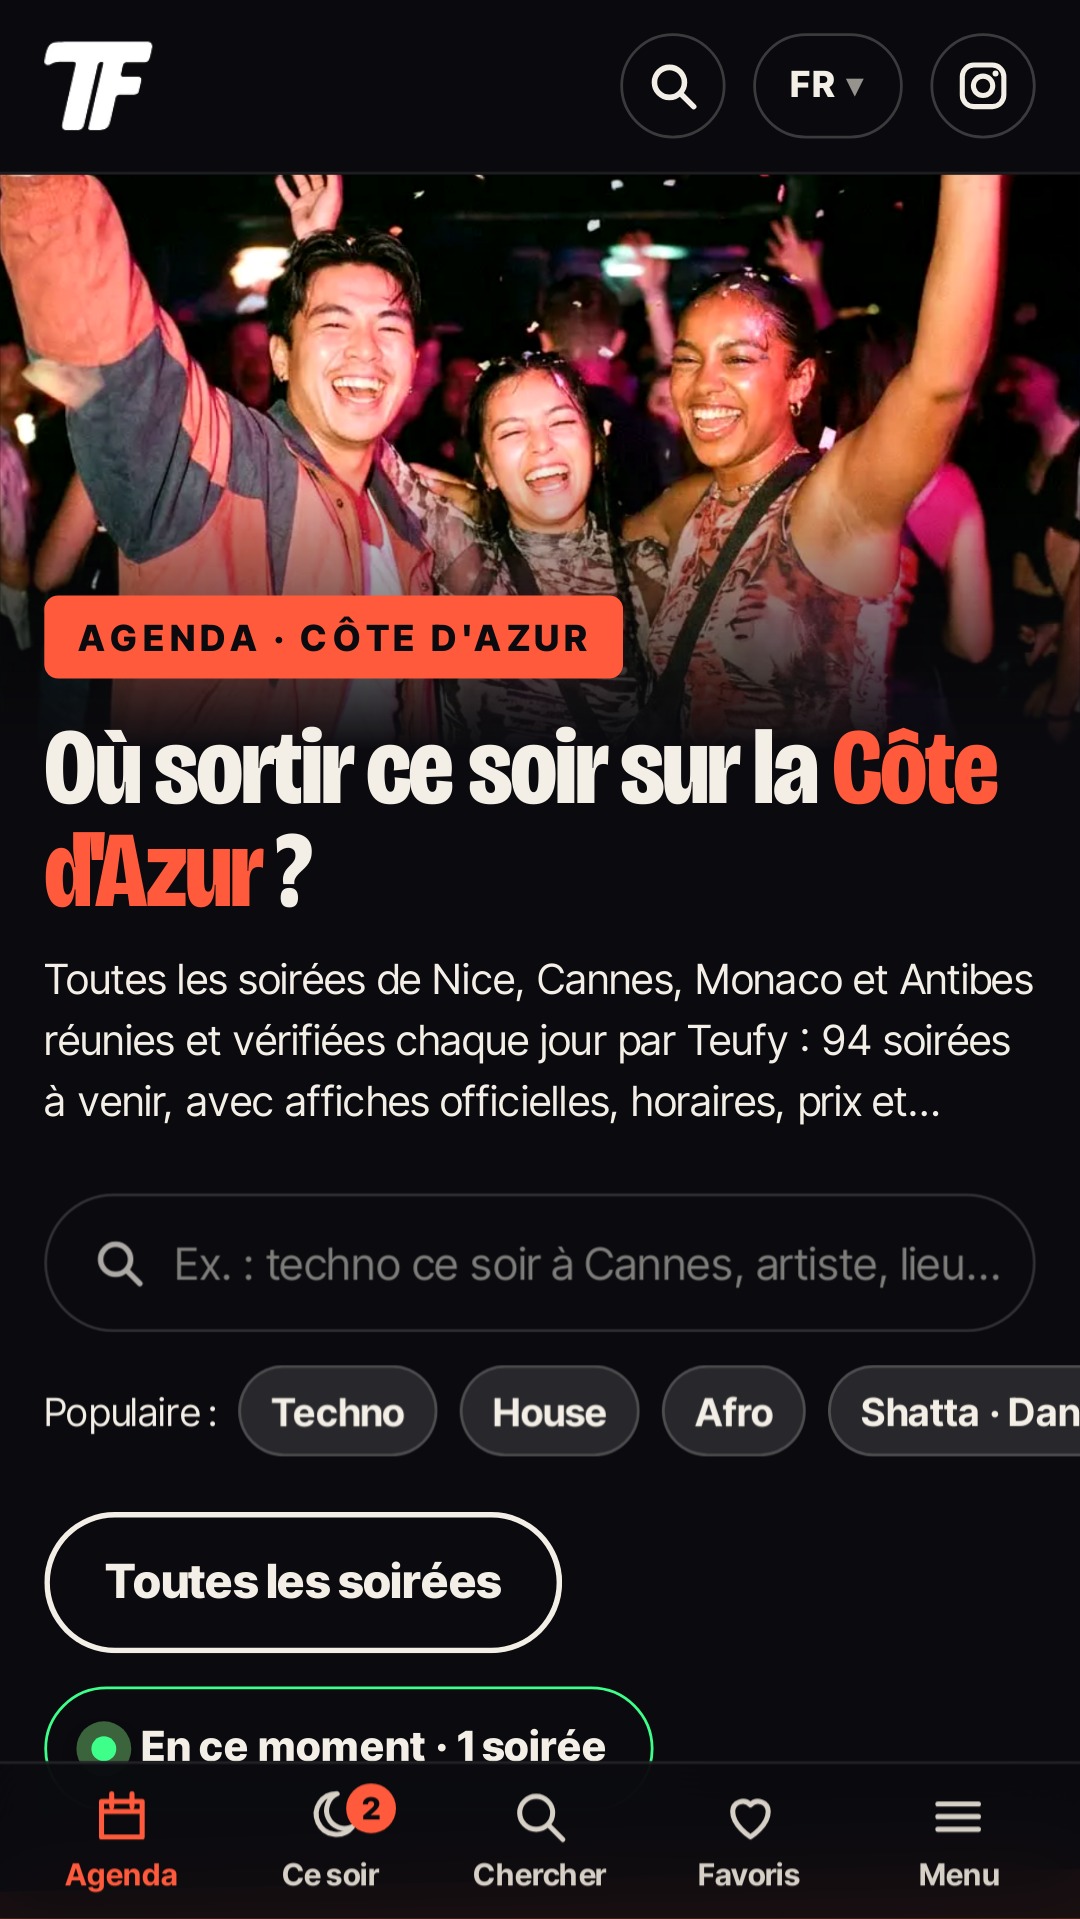 TF
FR ▼
AGENDA · CÔTE D'AZUR
Où sortir ce soir sur la Côte
d'Azur ?
Toutes les soirées de Nice, Cannes, Monaco et Antibes
réunies et vérifiées chaque jour par Teufy : 94 soirées
à venir, avec affiches officielles, horaires, prix et...
Ex. : techno ce soir à Cannes, artiste, lieu...
Populaire : Techno House Afro Shatta · Dan
Toutes les soirées
En ce moment · 1 soirée
2
Agenda Ce soir Chercher Favoris Menu